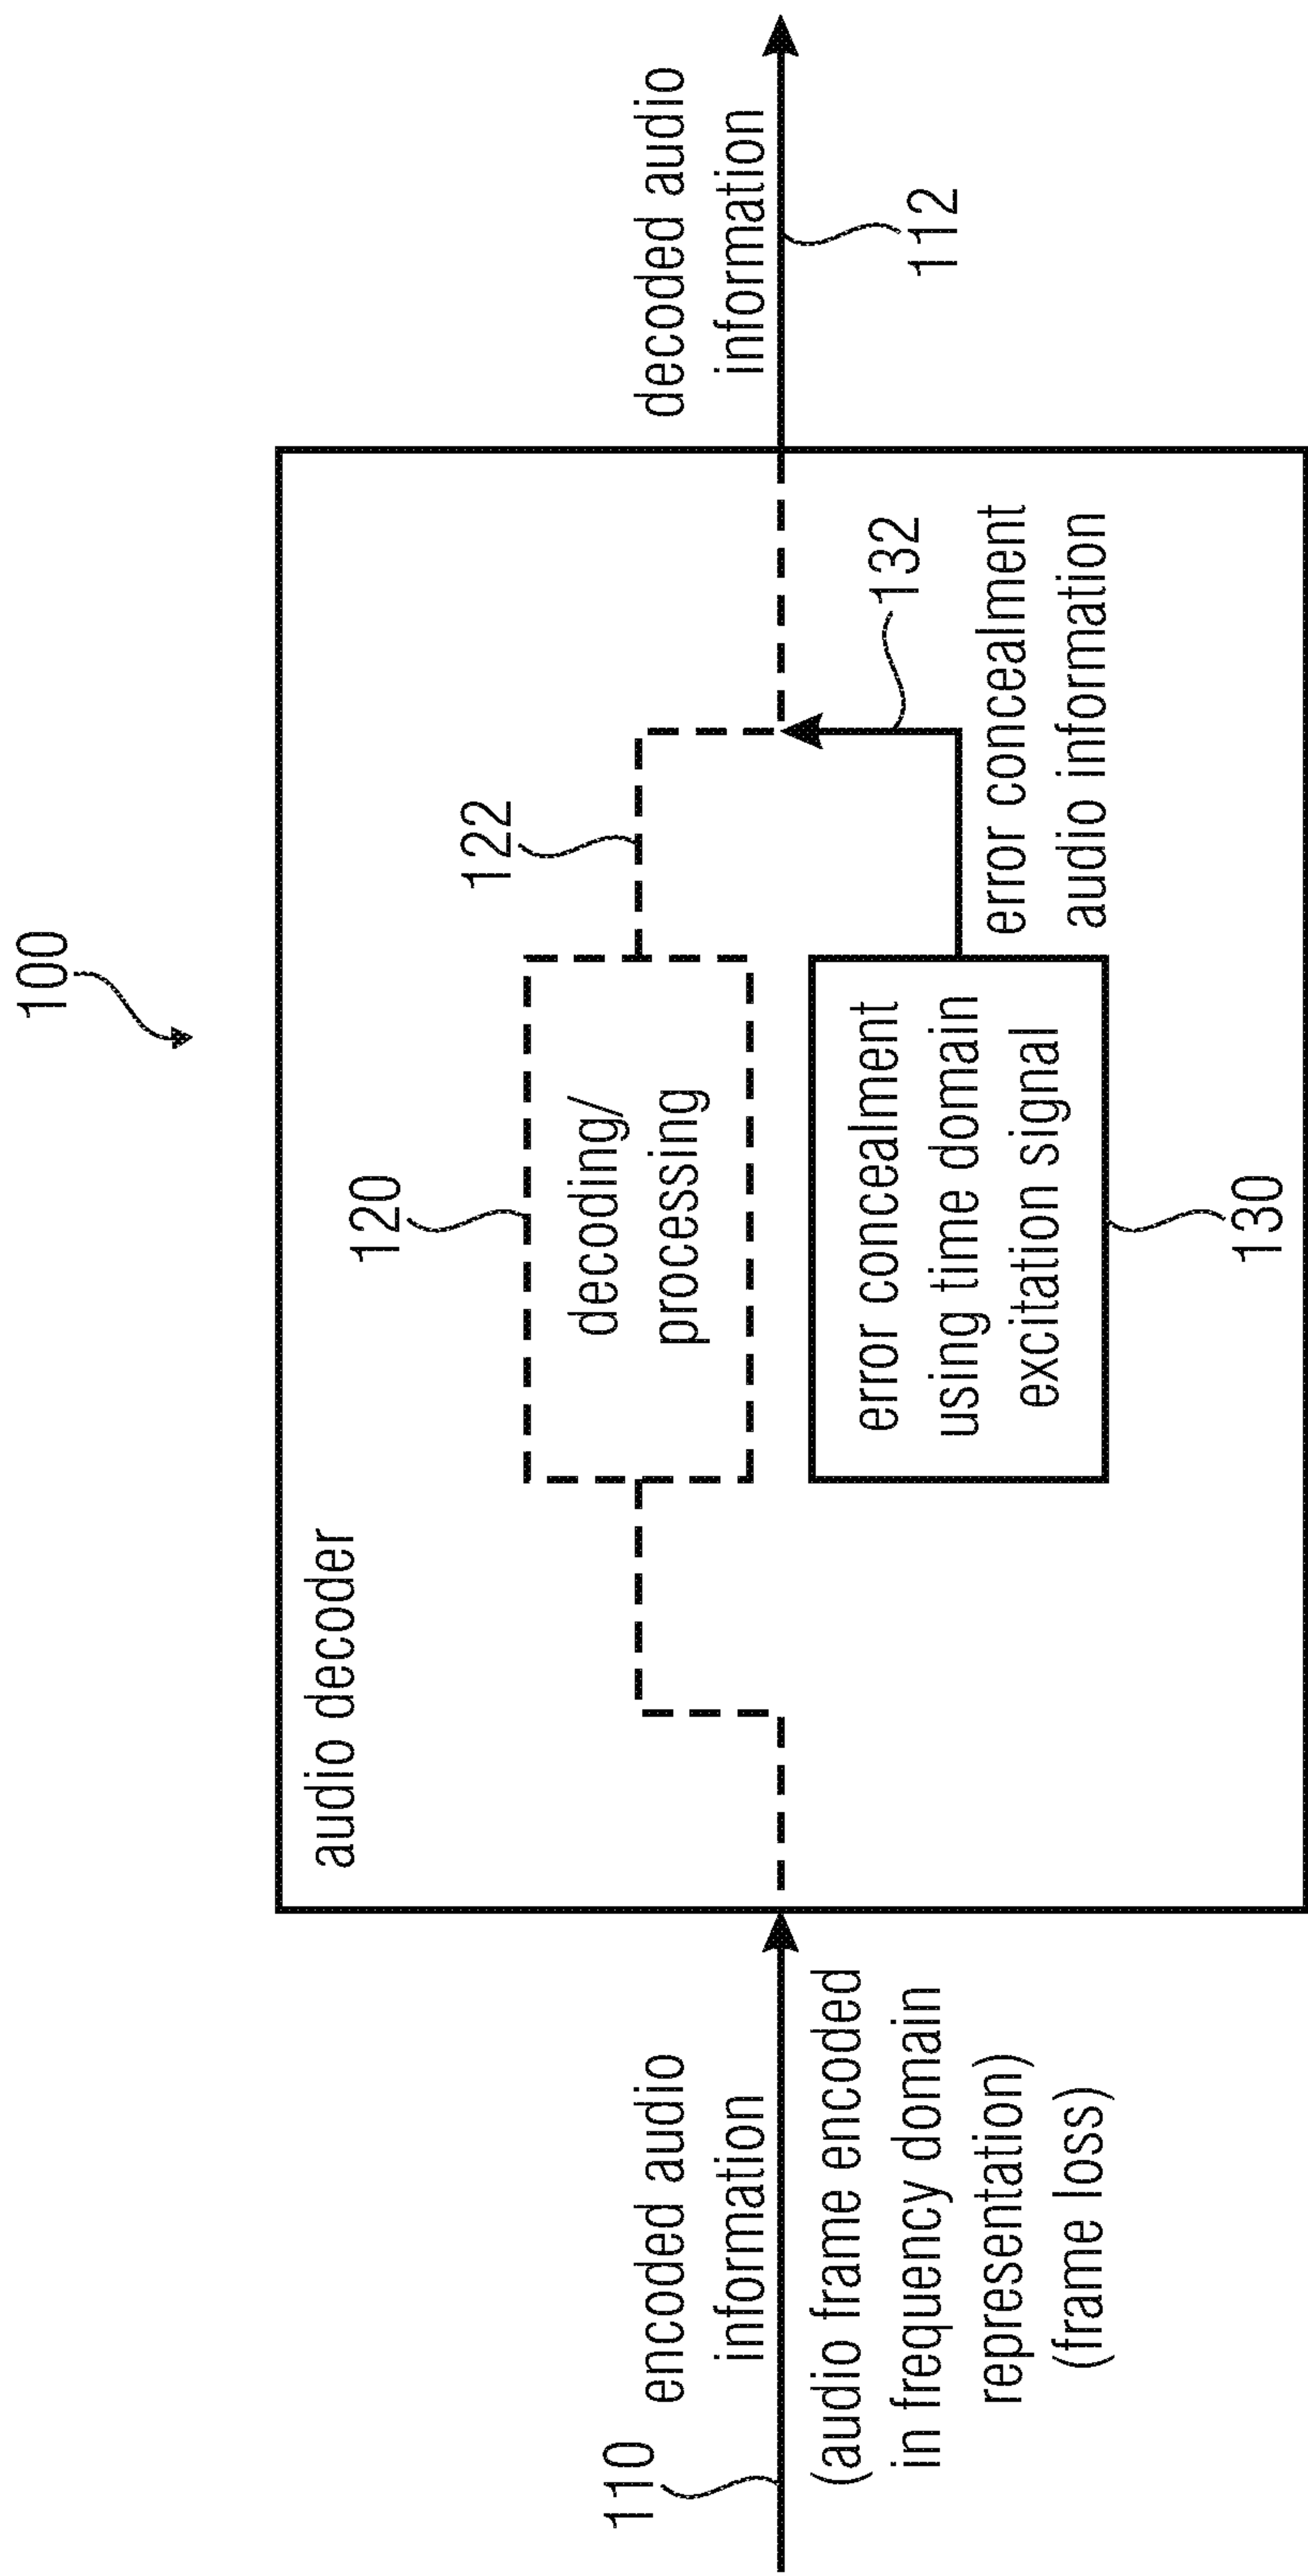 100
audio decoder
120
122
decoding/
processing
110
encoded audio
information
(audio frame encoded
in frequency domain
representation)
(frame loss)
error concealment
using time domain
excitation signal
130
132
error concealment
audio information
decoded audio
information
112